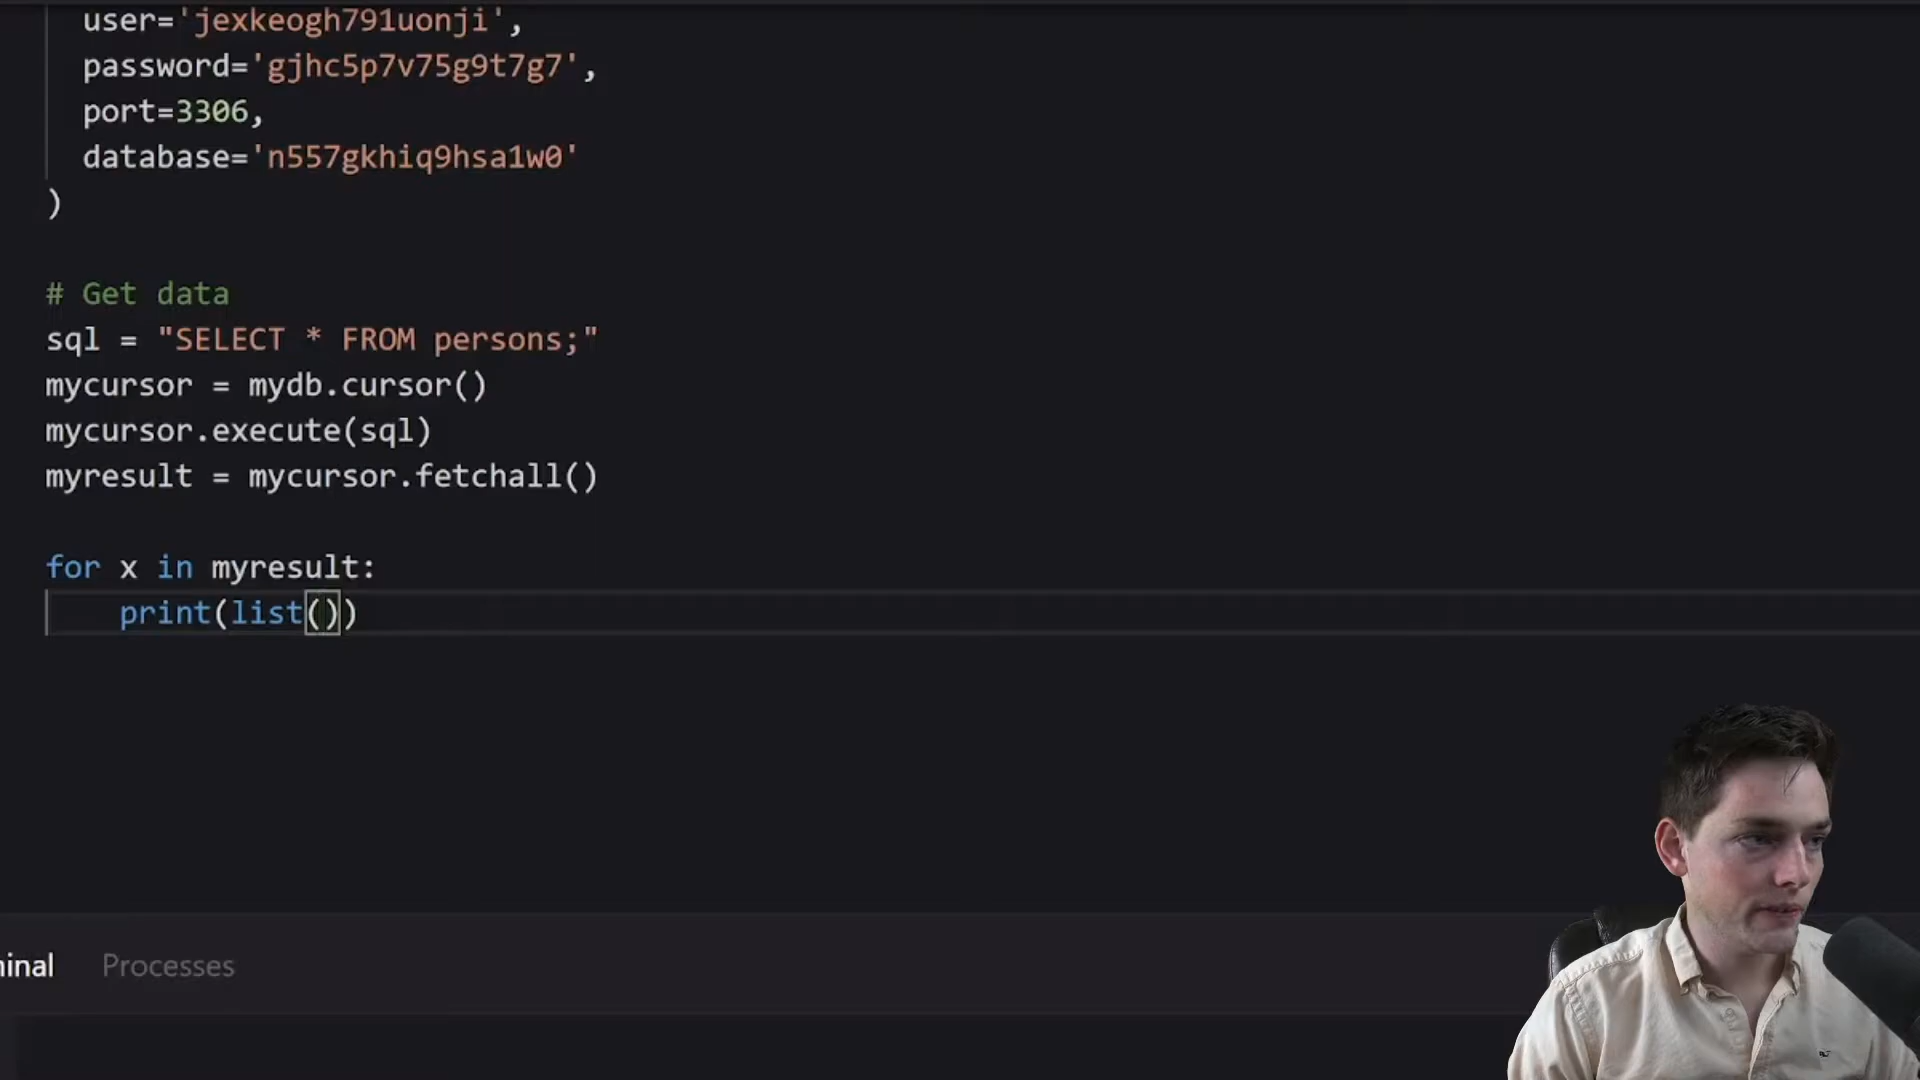 user='jexkeogh791uonji',
password='gjhc5p7v75g9t7g7',
port=3306,
database='n557gkhiq9hsa1w0'
)
# Get data
sql = "SELECT * FROM persons;"
mycursor = mydb.cursor()
mycursor.execute(sql)
myresult = mycursor.fetchall()
for x in myresult:
print(list())
inal Processes